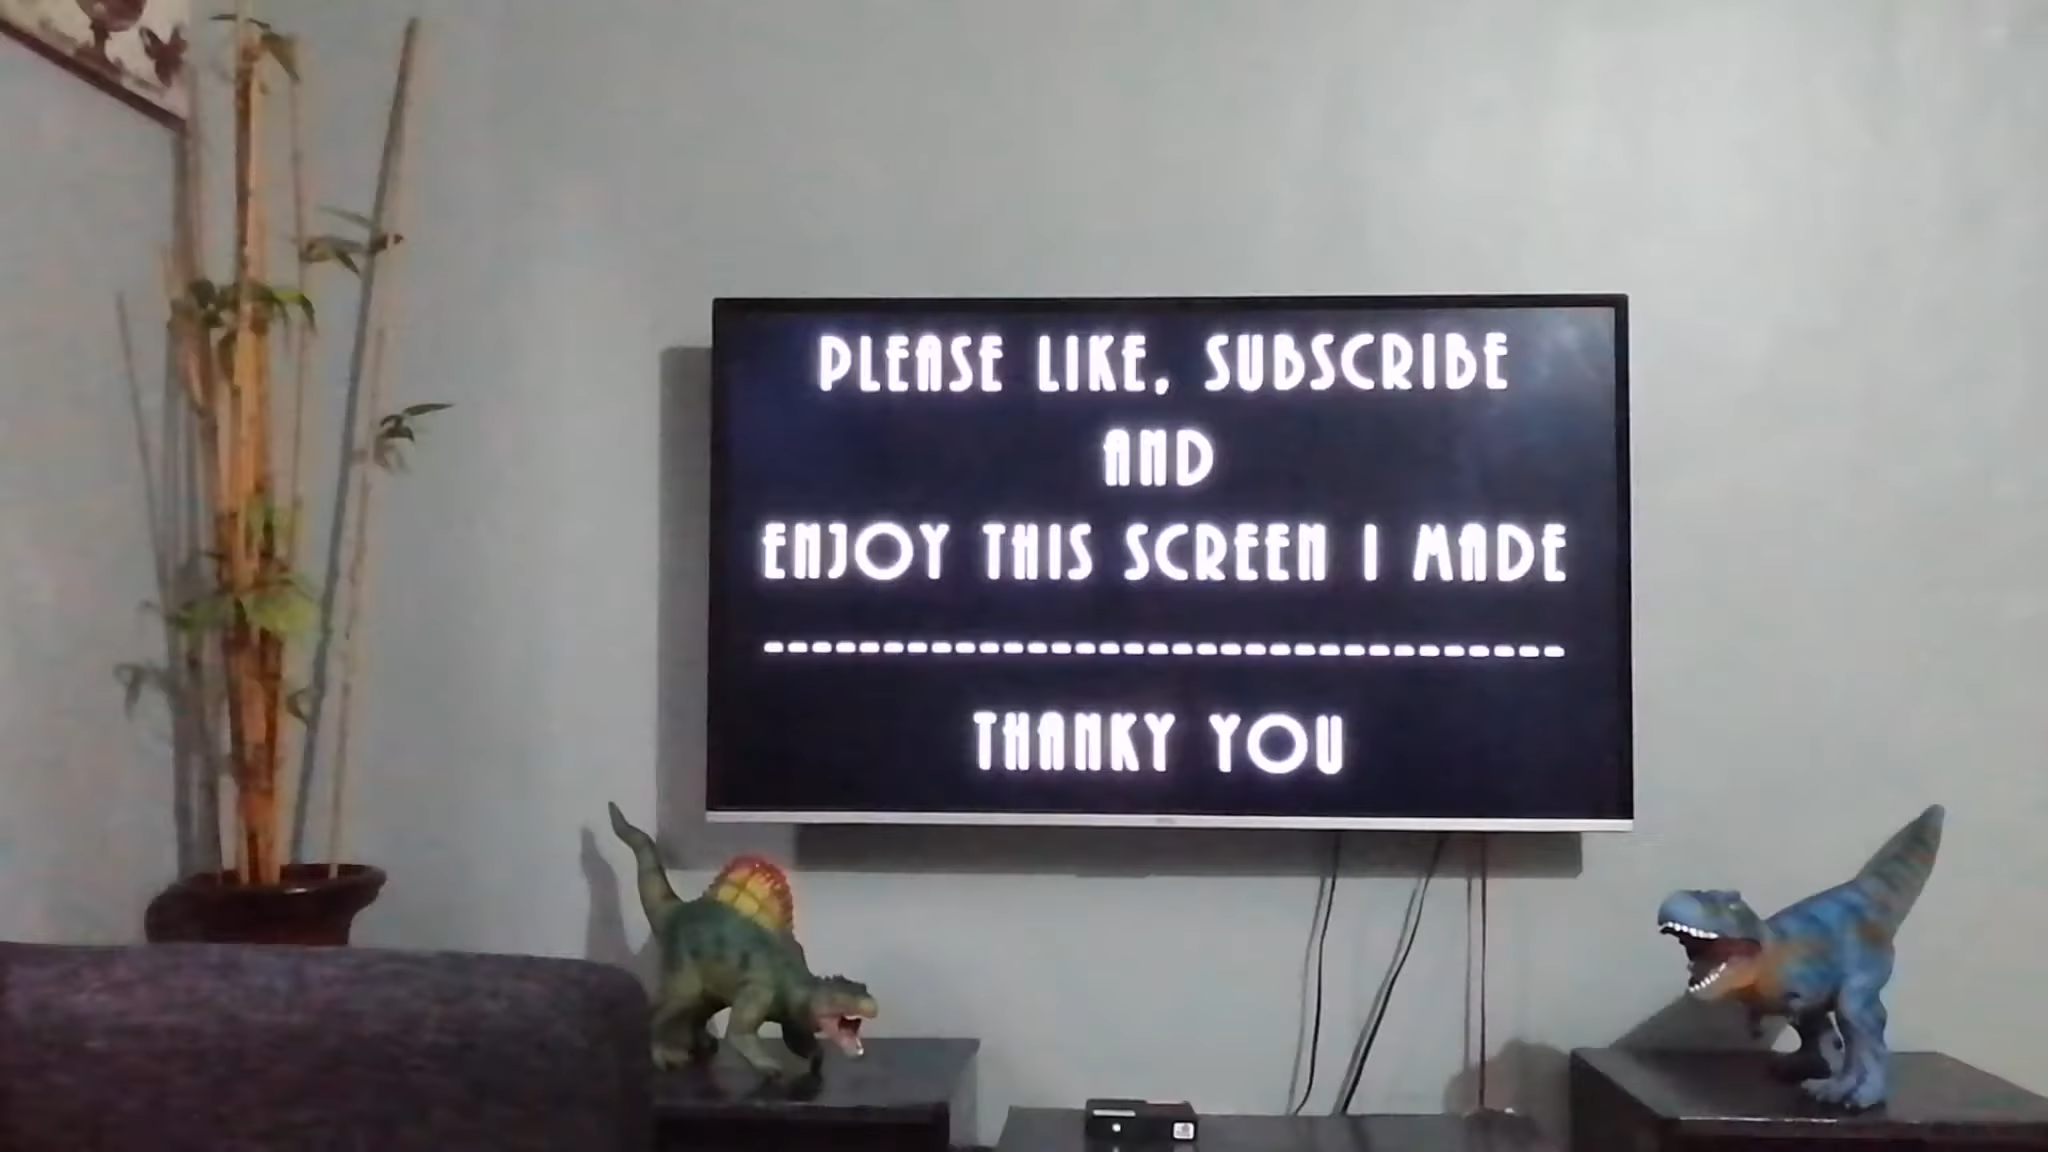 PLEASE LIKE, SUBSCRIBE
AND
ENJOY THIS SCREEN I MADE
---------------------------------
THANKY YOU